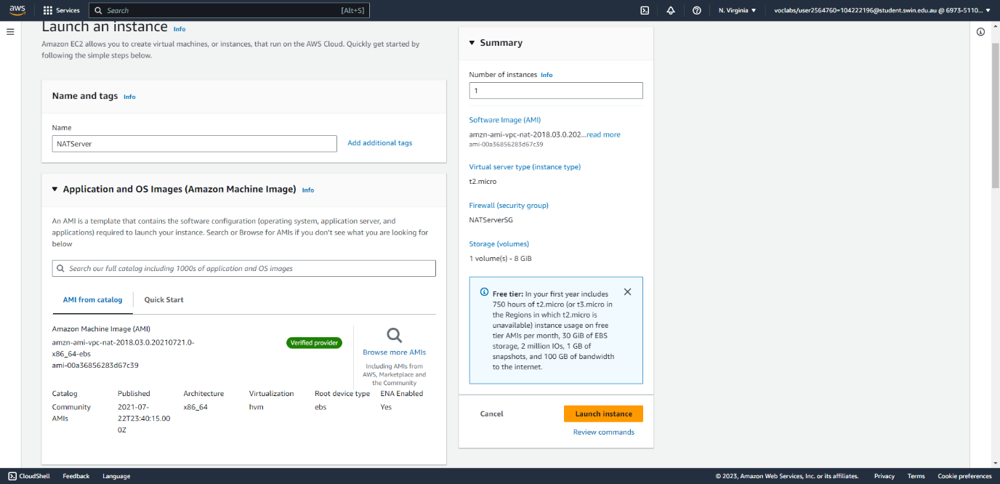 aws
Services
Search
[Alt+S]
N. Virginia
voclabs/user2564760=104222196@student.swin.edu.au @ 6973-5110...
Launch an instance Info
Amazon EC2 allows you to create virtual machines, or instances, that run on the AWS Cloud. Quickly get started by
following the simple steps below.
Name and tags Info
Name
NATServer
Add additional tags
Application and OS Images (Amazon Machine Image) Info
An AMI is a template that contains the software configuration (operating system, application server, and
applications) required to launch your instance. Search or Browse for AMIs if you don't see what you are looking for
below
Search our full catalog including 1000s of application and OS images
AMI from catalog
Quick Start
Amazon Machine Image (AMI)
amzn-ami-vpc-nat-2018.03.0.20210721.0-
x86_64-ebs
ami-00a36856283d67c39
Verified provider
Browse more AMIs
Including AMIs from
AWS, Marketplace and
the Community
Catalog
Community
AMIs
Published
2021-07-
22T23:40:15.00
0Z
Architecture
x86_64
Virtualization
hvm
Root device type
ebs
ENA Enabled
Yes
Summary
Number of instances Info
1
Software Image (AMI)
amzn-ami-vpc-nat-2018.03.0.202...read more
ami-00a36856283d67c39
Virtual server type (instance type)
t2.micro
Firewall (security group)
NATServerSG
Storage (volumes)
1 volume(s) - 8 GiB
Free tier: In your first year includes
750 hours of t2.micro (or t3.micro in
the Regions in which t2.micro is
unavailable) instance usage on free
tier AMIs per month, 30 GiB of EBS
storage, 2 million IOs, 1 GB of
snapshots, and 100 GB of bandwidth
to the internet.
Cancel
Launch instance
Review commands
CloudShell
Feedback
Language
© 2023, Amazon Web Services, Inc. or its affiliates.
Privacy
Terms
Cookie preferences